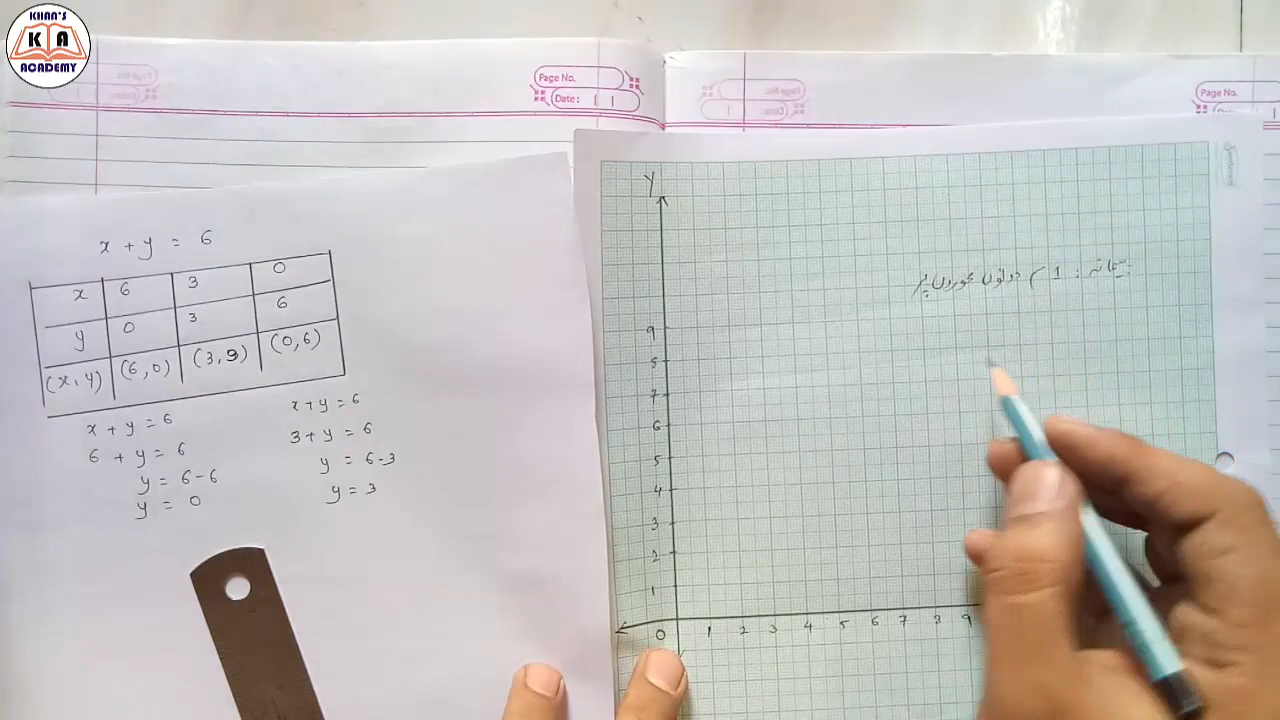 KHAN'S
K A
ACADEMY
Page No.
Date :
Page No.
x + y = 6
x 6 3 0
y 0 3 6
(x,y) (6,0) (3,3) (0,6)
x + y = 6
6 + y = 6
y = 6-6
y = 0
x+y = 6
3+y = 6
y = 6-3
y = 3
Y
پیمانہ : 1 سم دونوں محوروں پر
9
8
7
6
5
4
3
2
1
0 1 2 3 4 5 6 7 8 9